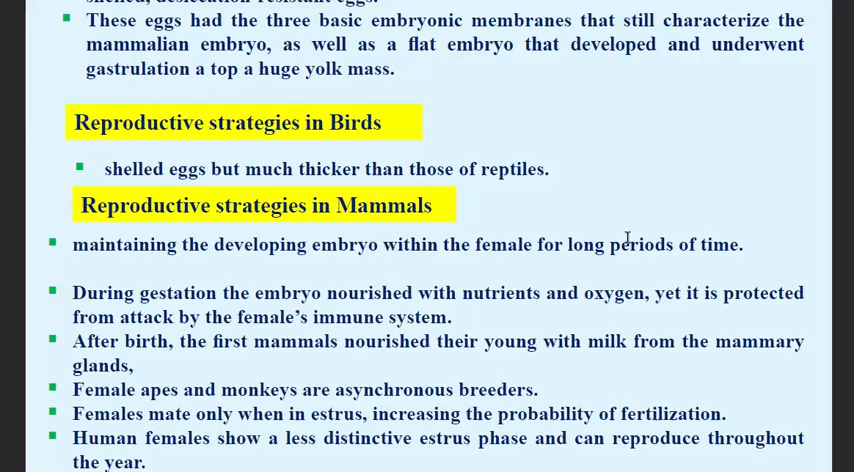 shelled, desiccation-resistant eggs.
These eggs had the three basic embryonic membranes that still characterize the
mammalian embryo, as well as a flat embryo that developed and underwent
gastrulation a top a huge yolk mass.
Reproductive strategies in Birds
shelled eggs but much thicker than those of reptiles.
Reproductive strategies in Mammals
maintaining the developing embryo within the female for long periods of time.
During gestation the embryo nourished with nutrients and oxygen, yet it is protected
from attack by the female’s immune system.
After birth, the first mammals nourished their young with milk from the mammary
glands,
Female apes and monkeys are asynchronous breeders.
Females mate only when in estrus, increasing the probability of fertilization.
Human females show a less distinctive estrus phase and can reproduce throughout
the year.